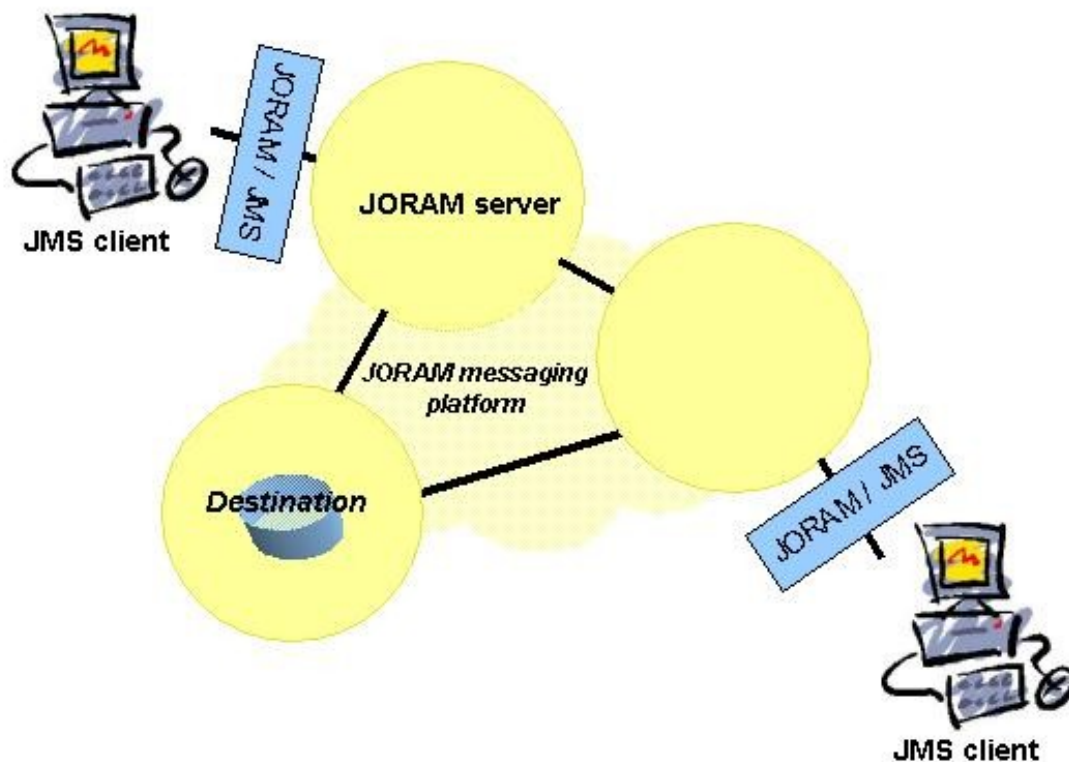 JORAM / JMS
JMS client
JORAM server
JORAM messaging
platform
Destination
JORAM / JMS
JMS client